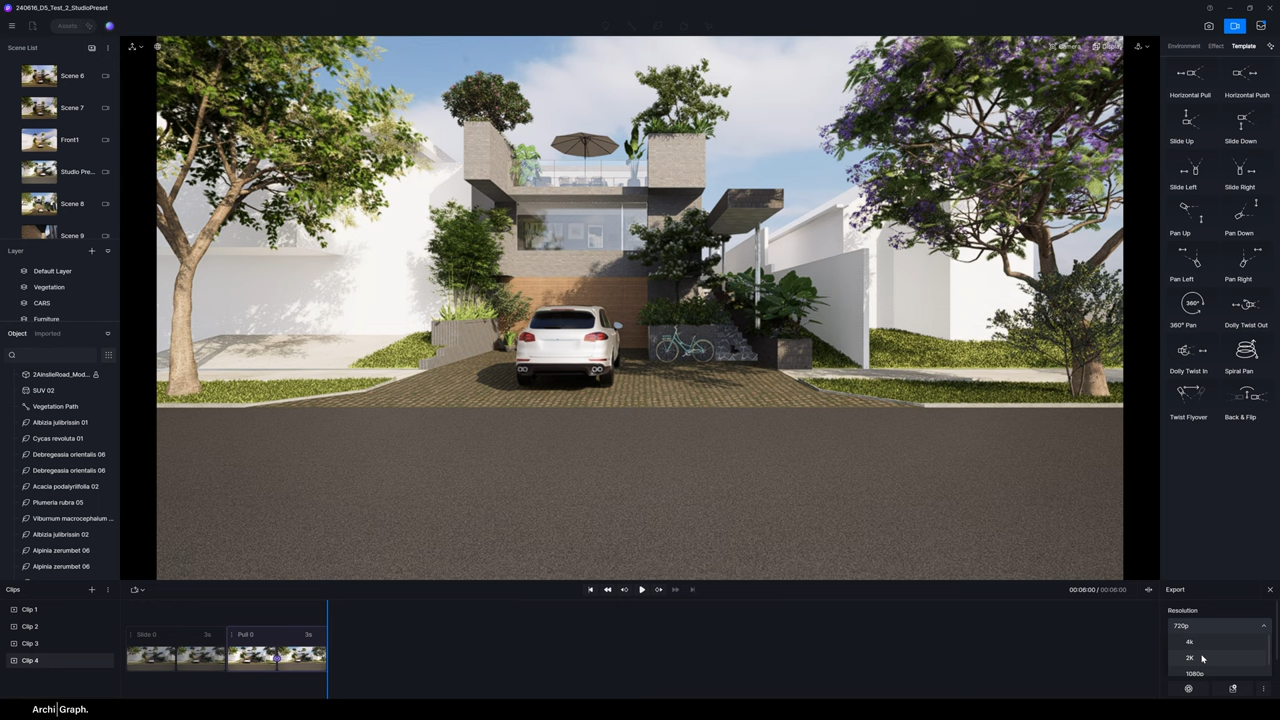 240616_D5_Test_2_StudioPreset
Assets
Scene List
Scene 6
Scene 7
Front1
Studio Pre...
Scene 8
Scene 9
Layer
Default Layer
Vegetation
CARS
Furniture
Object Imported
2AinslieRoad_Mod...
SUV 02
Vegetation Path
Albizia julibrissin 01
Cycas revoluta 01
Debregeasia orientalis 06
Debregeasia orientalis 06
Acacia podalyriifolia 02
Plumeria rubra 05
Viburnum macrocephalum ...
Albizia julibrissin 02
Alpinia zerumbet 06
Alpinia zerumbet 06
Camera Display
Environment Effect Template
Horizontal Pull Horizontal Push
Slide Up Slide Down
Slide Left Slide Right
Pan Up Pan Down
Pan Left Pan Right
360°
360° Pan Dolly Twist Out
Dolly Twist In Spiral Pan
Twist Flyover Back & Flip
Clips
Clip 1
Clip 2
Clip 3
Clip 4
00:06:00 / 00:06:00
Slide 0 3s
Pull 0 3s
Export
Resolution
720p
4k
2K
1080p
Archi|Graph.